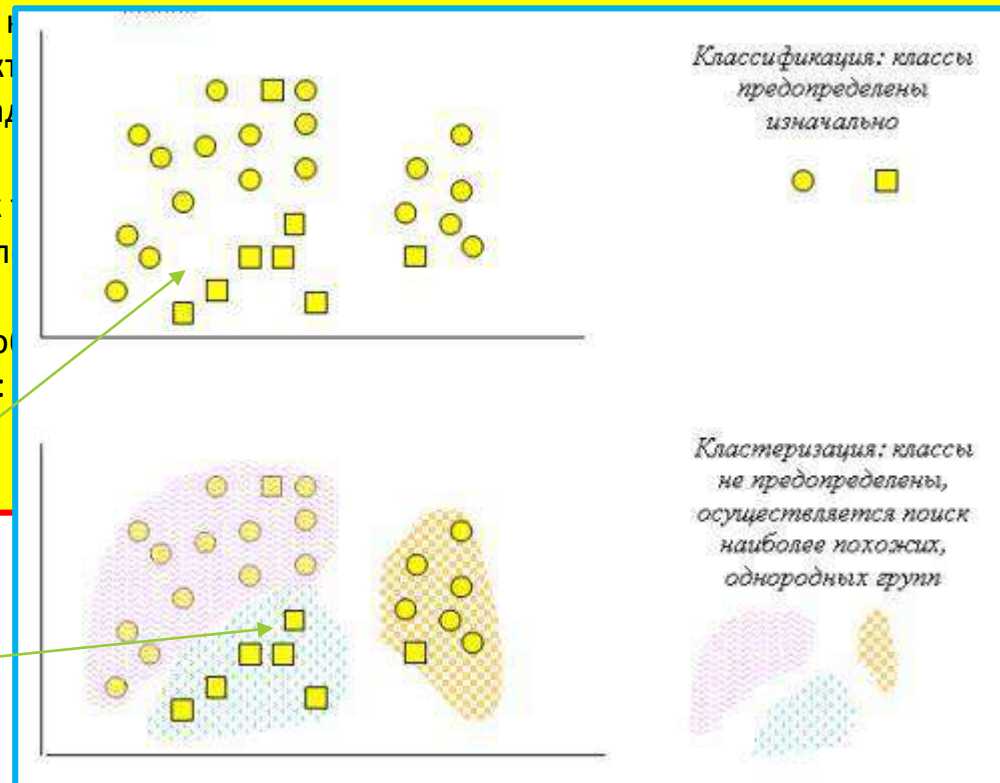 Классификация: классы
предопределены
изначально
Кластеризация: классы
не предопределены,
осуществляется поиск
наиболее похожих,
однородных групп